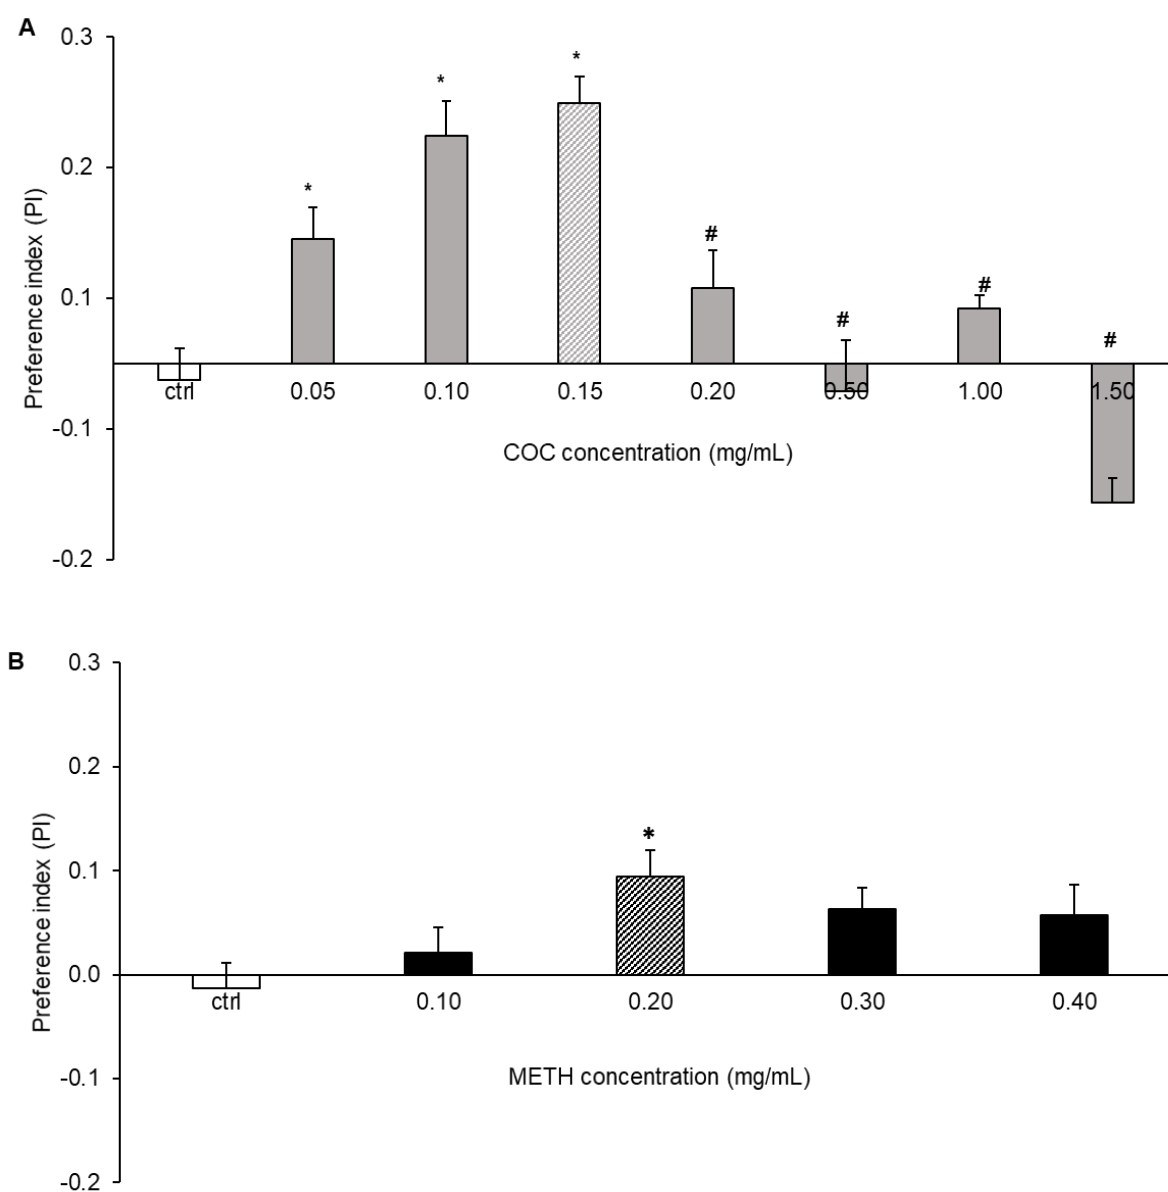 A
0.3
0.2
0.1
-0.1
-0.2
Preference index (PI)
* * * # # # #
ctrl 0.05 0.10 0.15 0.20 0.50 1.00 1.50
COC concentration (mg/mL)
B
0.3
0.2
0.1
0.0
-0.1
-0.2
Preference index (PI)
*
ctrl 0.10 0.20 0.30 0.40
METH concentration (mg/mL)